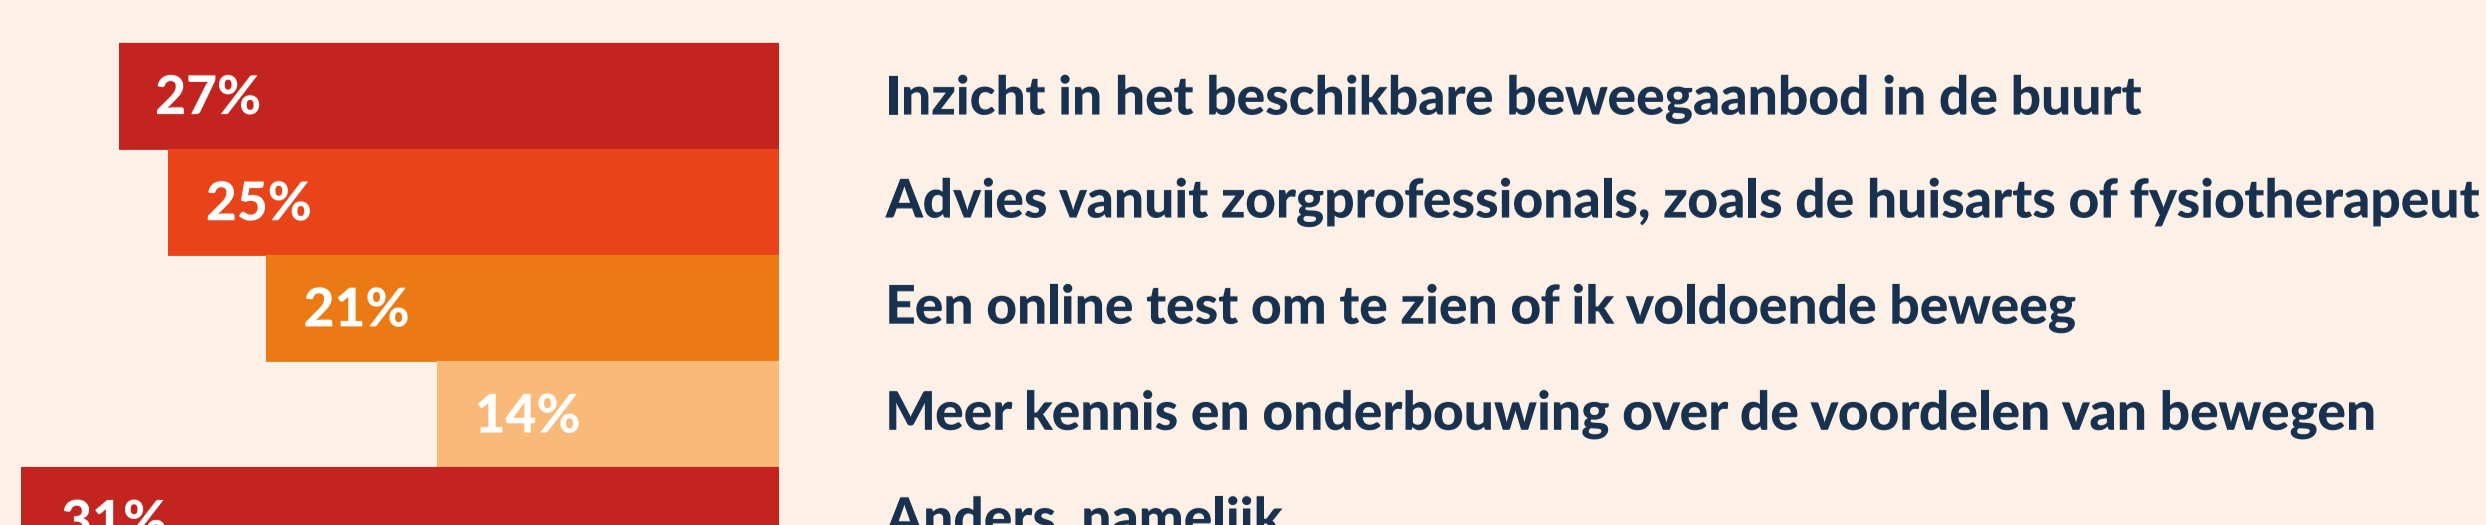 27% Inzicht in het beschikbare beweegaanbod in de buurt
25% Advies vanuit zorgprofessionals, zoals de huisarts of fysiotherapeut
21% Een online test om te zien of ik voldoende beweeg
14% Meer kennis en onderbouwing over de voordelen van bewegen
31% Anders, namelijk